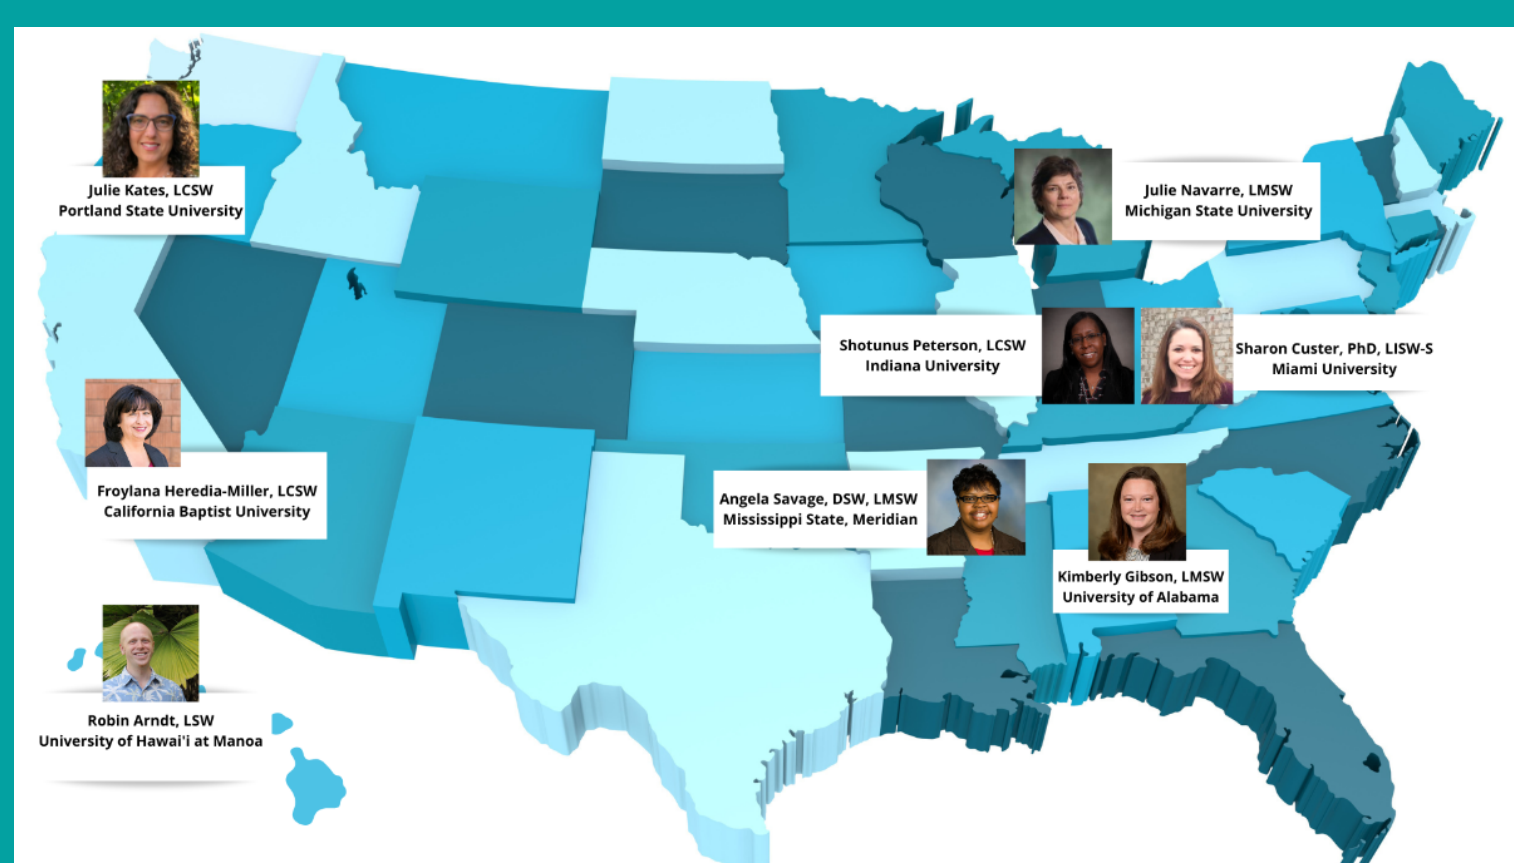 Julie Kates, LCSW
Portland State University
Julie Navarre, LMSW
Michigan State University
Shotunus Peterson, LCSW
Indiana University
Sharon Custer, PhD, LISW-S
Miami University
Froylana Heredia-Miller, LCSW
California Baptist University
Angela Savage, DSW, LMSW
Mississippi State, Meridian
Kimberly Gibson, LMSW
University of Alabama
Robin Arndt, LSW
University of Hawai'i at Manoa